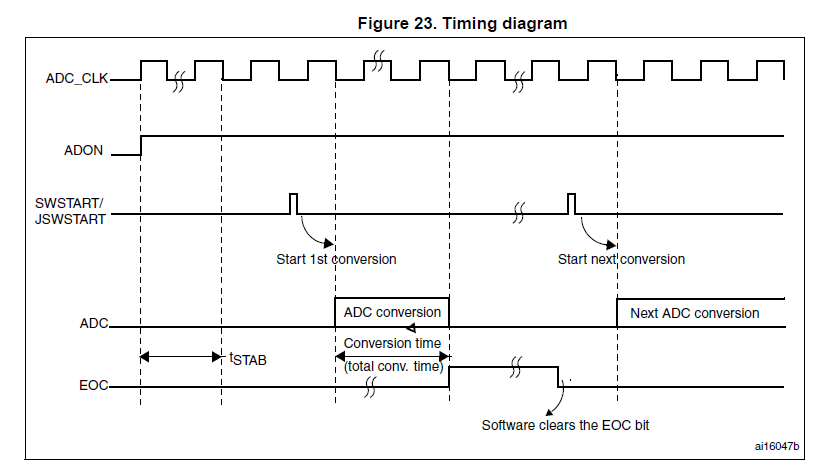 Figure 23. Timing diagram
ADC_CLK
ADON
SWSTART/
JSWSTART
Start 1st conversion
Start next conversion
ADC
ADC conversion
Next ADC conversion
Conversion time
(total conv. time)
tSTAB
EOC
Software clears the EOC bit
ai16047b